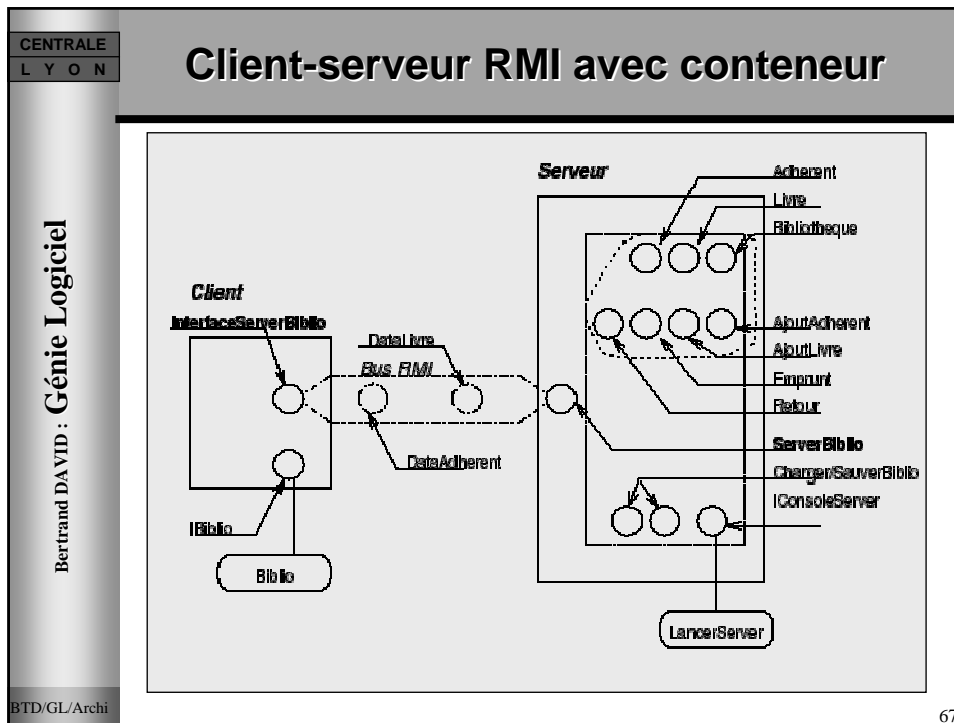 CENTRALE
L Y O N
Client-serveur RMI avec conteneur
Bertrand DAVID : Génie Logiciel
Serveur
Adherent
Livre
Bibliotheque
Client
InterfaceServerBiblio
DataLivre
Bus RMI
AjoutAdherent
AjoutLivre
Emprunt
Retour
DataAdherent
ServerBiblio
Charger/SauverBiblio
IConsoleServer
IBiblio
Biblio
LancerServer
BTD/GL/Archi
67